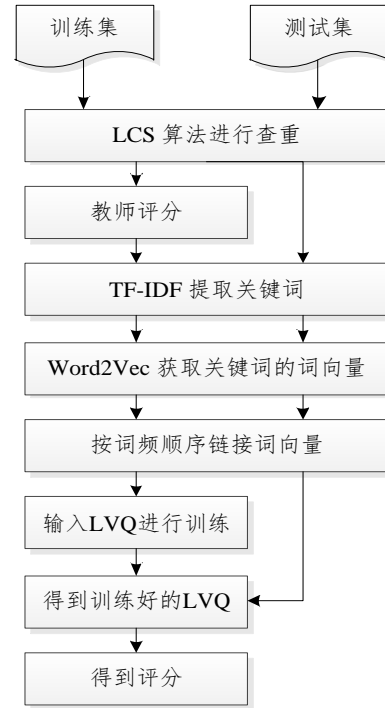 训练集
测试集
LCS 算法进行查重
教师评分
TF-IDF 提取关键词
Word2Vec 获取关键词的词向量
按词频顺序链接词向量
输入LVQ进行训练
得到训练好的LVQ
得到评分